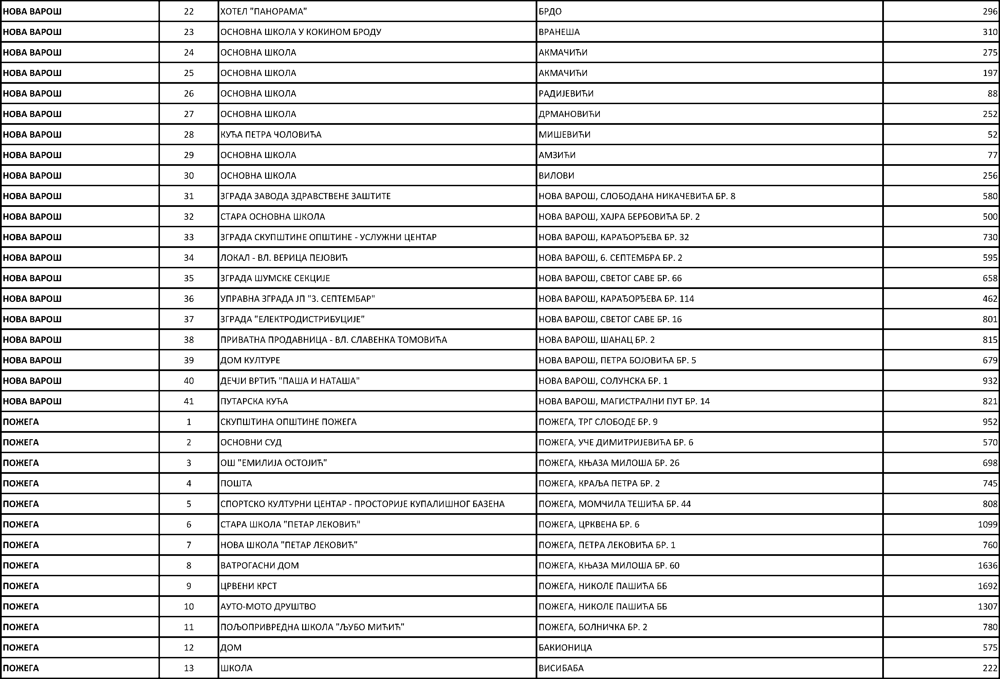 НОВА ВАРОШ 22 ХОТЕЛ "ПАНОРАМА" БРДО 296
НОВА ВАРОШ 23 ОСНОВНА ШКОЛА У КОКИНОМ БРОДУ ВРАНЕША 310
НОВА ВАРОШ 24 ОСНОВНА ШКОЛА АКМАЧИЋИ 275
НОВА ВАРОШ 25 ОСНОВНА ШКОЛА АКМАЧИЋИ 197
НОВА ВАРОШ 26 ОСНОВНА ШКОЛА РАДИЈЕВИЋИ 88
НОВА ВАРОШ 27 ОСНОВНА ШКОЛА ДРМАНОВИЋИ 252
НОВА ВАРОШ 28 КУЋА ПЕТРА ЧОЛОВИЋА МИШЕВИЋИ 52
НОВА ВАРОШ 29 ОСНОВНА ШКОЛА АМЗИЋИ 77
НОВА ВАРОШ 30 ОСНОВНА ШКОЛА ВИЛОВИ 256
НОВА ВАРОШ 31 ЗГРАДА ЗАВОДА ЗДРАВСТВЕНЕ ЗАШТИТЕ НОВА ВАРОШ, СЛОБОДАНА НИКАЧЕВИЋА БР. 8 580
НОВА ВАРОШ 32 СТАРА ОСНОВНА ШКОЛА НОВА ВАРОШ, ХАЈРА БЕРБОВИЋА БР. 2 500
НОВА ВАРОШ 33 ЗГРАДА СКУПШТИНЕ ОПШТИНЕ - УСЛУЖНИ ЦЕНТАР НОВА ВАРОШ, КАРАЂОРЂЕВА БР. 32 730
НОВА ВАРОШ 34 ЛОКАЛ - ВЛ. ВЕРИЦА ПЕЈОВИЋ НОВА ВАРОШ, 6. СЕПТЕМБРА БР. 2 595
НОВА ВАРОШ 35 ЗГРАДА ШУМСКЕ СЕКЦИЈЕ НОВА ВАРОШ, СВЕТОГ САВЕ БР. 66 658
НОВА ВАРОШ 36 УПРАВНА ЗГРАДА ЈП "3. СЕПТЕМБАР" НОВА ВАРОШ, КАРАЂОРЂЕВА БР. 114 462
НОВА ВАРОШ 37 ЗГРАДА "ЕЛЕКТРОДИСТРИБУЦИЈЕ" НОВА ВАРОШ, СВЕТОГ САВЕ БР. 16 801
НОВА ВАРОШ 38 ПРИВАТНА ПРОДАВНИЦА - ВЛ. СЛАВЕНКА ТОМОВИЋА НОВА ВАРОШ, ШАНАЦ БР. 2 815
НОВА ВАРОШ 39 ДОМ КУЛТУРЕ НОВА ВАРОШ, ПЕТРА БОЈОВИЋА БР. 5 679
НОВА ВАРОШ 40 ДЕЧЈИ ВРТИЋ "ПАША И НАТАША" НОВА ВАРОШ, СОЛУНСКА БР. 1 932
НОВА ВАРОШ 41 ПУТАРСКА КУЋА НОВА ВАРОШ, МАГИСТРАЛНИ ПУТ БР. 14 821
ПОЖЕГА 1 СКУПШТИНА ОПШТИНЕ ПОЖЕГА ПОЖЕГА, ТРГ СЛОБОДЕ БР. 9 952
ПОЖЕГА 2 ОСНОВНИ СУД ПОЖЕГА, УЧЕ ДИМИТРИЈЕВИЋА БР. 6 570
ПОЖЕГА 3 ОШ "ЕМИЛИЈА ОСТОЈИЋ" ПОЖЕГА, КЊАЗА МИЛОША БР. 26 698
ПОЖЕГА 4 ПОШТА ПОЖЕГА, КРАЉА ПЕТРА БР. 2 745
ПОЖЕГА 5 СПОРТСКО КУЛТУРНИ ЦЕНТАР - ПРОСТОРИЈЕ КУПАЛИШНОГ БАЗЕНА ПОЖЕГА, МОМЧИЛА ТЕШИЋА БР. 44 808
ПОЖЕГА 6 СТАРА ШКОЛА "ПЕТАР ЛЕКОВИЋ" ПОЖЕГА, ЦРКВЕНА БР. 6 1099
ПОЖЕГА 7 НОВА ШКОЛА "ПЕТАР ЛЕКОВИЋ" ПОЖЕГА, ПЕТРА ЛЕКОВИЋА БР. 1 760
ПОЖЕГА 8 ВАТРОГАСНИ ДОМ ПОЖЕГА, КЊАЗА МИЛОША БР. 60 1636
ПОЖЕГА 9 ЦРВЕНИ КРСТ ПОЖЕГА, НИКОЛЕ ПАШИЋА ББ 1692
ПОЖЕГА 10 АУТО-МОТО ДРУШТВО ПОЖЕГА, НИКОЛЕ ПАШИЋА ББ 1307
ПОЖЕГА 11 ПОЉОПРИВРЕДНА ШКОЛА "ЉУБО МИЋИЋ" ПОЖЕГА, БОЛНИЧКА БР. 2 780
ПОЖЕГА 12 ДОМ БАКИОНИЦА 575
ПОЖЕГА 13 ШКОЛА ВИСИБАБА 222